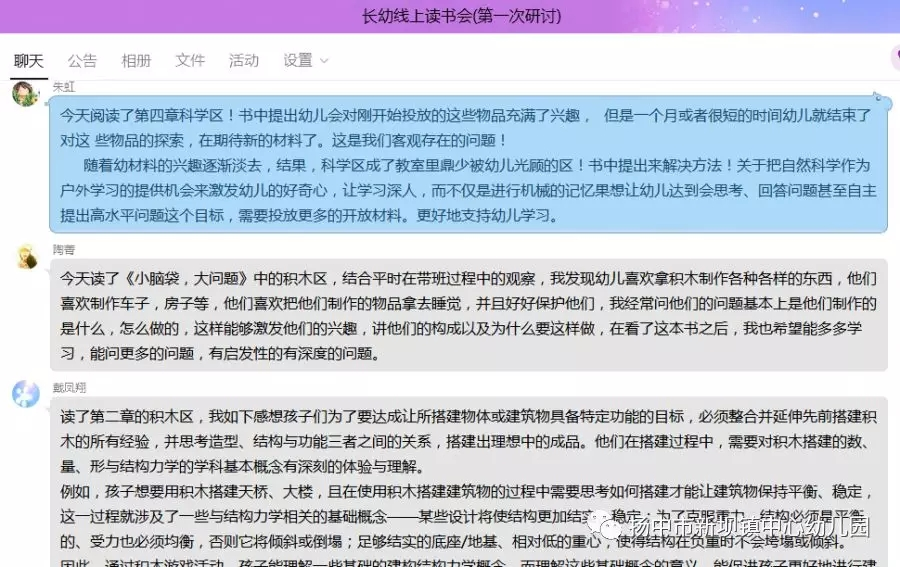 长幼线上读书会(第一次研讨)
聊天 公告 相册 文件 活动 设置
朱虹
今天阅读了第四章科学区！书中提出幼儿会对刚开始投放的这些物品充满了兴趣， 但是一个月或者很短的时间幼儿就结束了
对这 些物品的探索，在期待新的材料了。这是我们客观存在的问题！
随着幼材料的兴趣逐渐淡去，结果，科学区成了教室里鼎少被幼儿光顾的区！书中提出来解决方法！关于把自然科学作为
户外学习的提供机会来激发幼儿的好奇心，让学习深人，而不仅是进行机械的记忆果想让幼儿达到会思考、回答问题甚至自主
提出高水平问题这个目标，需要投放更多的开放材料。更好地支持幼儿学习。
陶菁
今天读了《小脑袋，大问题》中的积木区，结合平时在带班过程中的观察，我发现幼儿喜欢拿积木制作各种各样的东西，他们
喜欢制作车子，房子等，他们喜欢把他们制作的物品拿去睡觉，并且好好保护他们，我经常问他们的问题基本上是他们制作的
是什么，怎么做的，这样能够激发他们的兴趣，讲他们的构成以及为什么要这样做，在看了这本书之后，我也希望能多多学
习，能问更多的问题，有启发性的有深度的问题。
戴凤翔
读了第二章的积木区，我如下感想孩子们为了要达成让所搭建物体或建筑物具备特定功能的目标，必须整合并延伸先前搭建积
木的所有经验，并思考造型、结构与功能三者之间的关系，搭建出理想中的成品。他们在搭建过程中，需要对积木搭建的数、
量、形与结构力学的学科基本概念有深刻的体验与理解。
例如，孩子想要用积木搭建天桥、大楼，且在使用积木搭建建筑物的过程中需要思考如何搭建才能让建筑物保持平衡、稳定，
这一过程就涉及了一些与结构力学相关的基础概念——某些设计将使结构更加结实、稳定；为了克服重力，结构必须是平衡
的、受力也必须均衡，否则它将倾斜或倒塌；足够结实的底座/地基、相对低的重心，使得结构在负重时不会垮塌或倾斜。
因此，通过积木游戏活动，孩子能理解一些基础的建构结构力学概念，而理解这些基础概念的意义，能促进孩子更好地进行建
扬中市新坝镇中心幼儿园